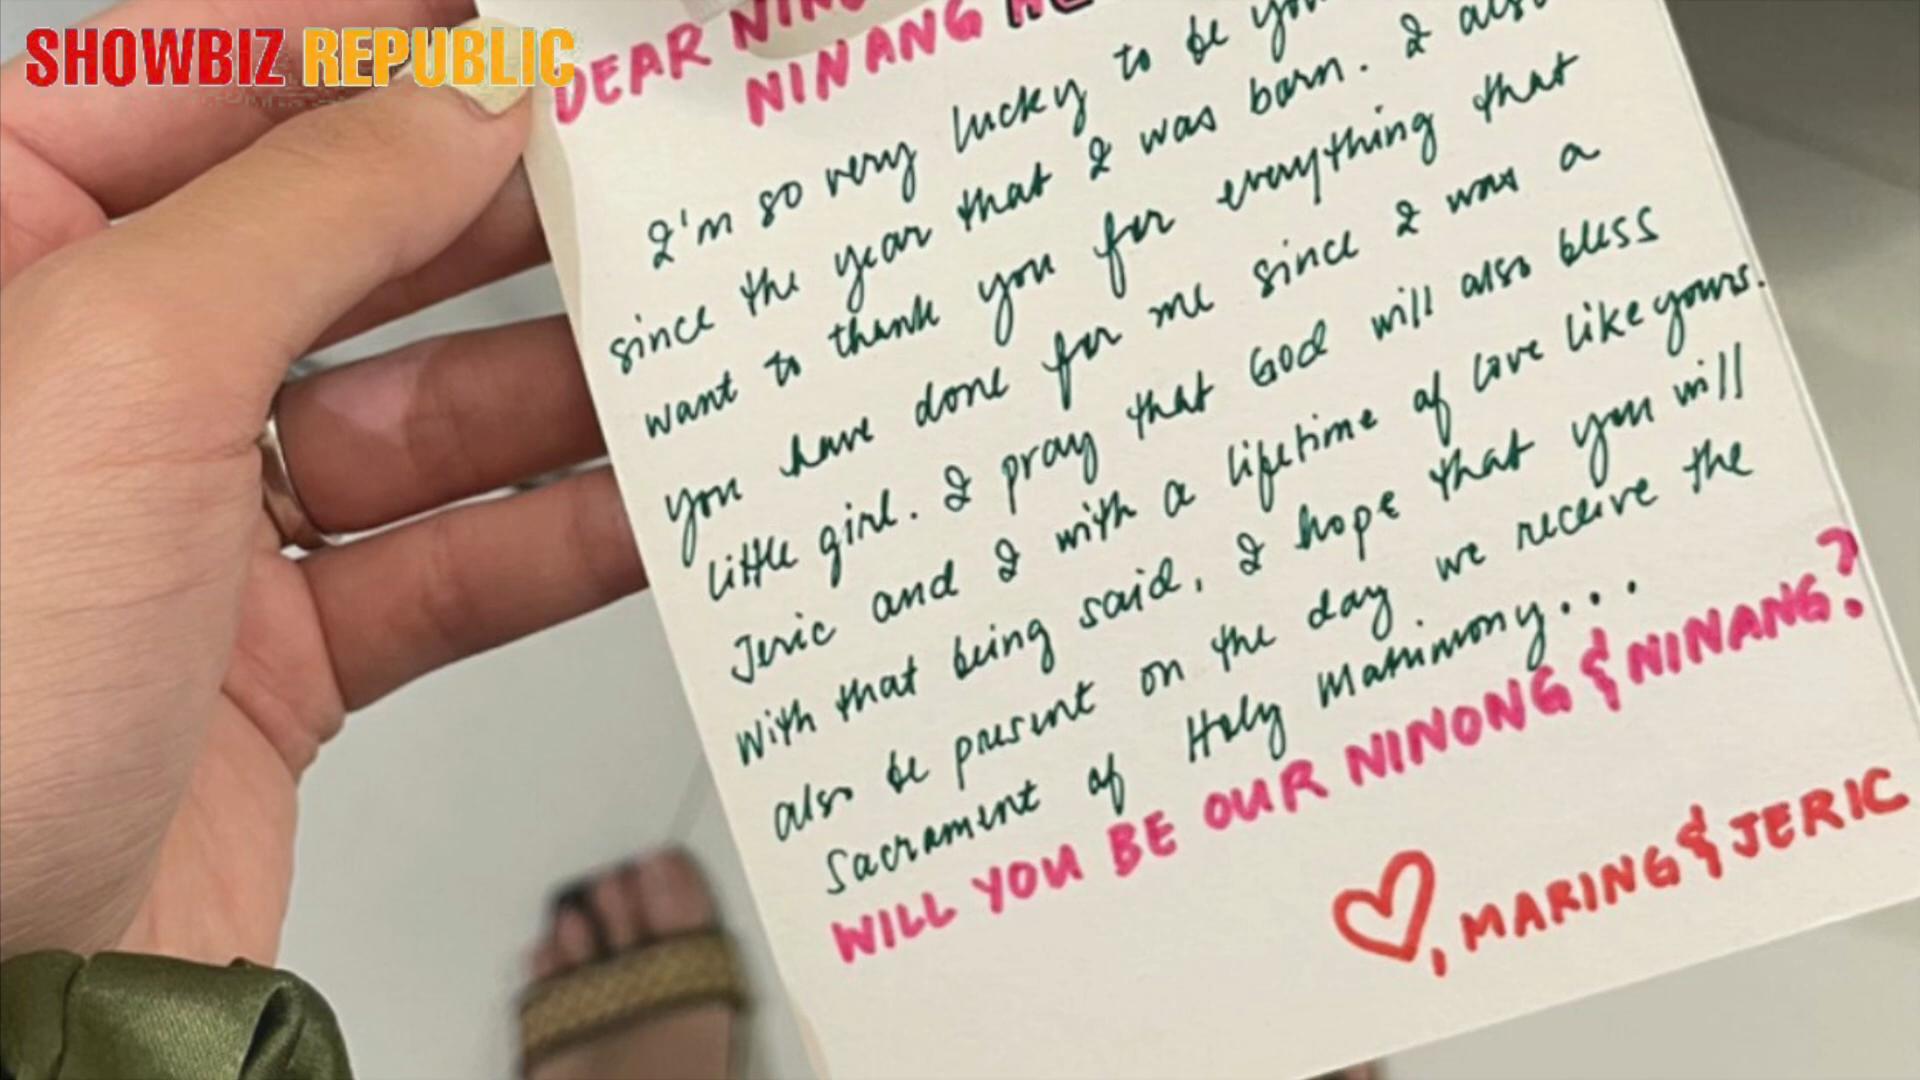 SHOWBIZ REPUBLIC
DEAR
NINANG
I'm so very lucky to be
since the year that I was born. I also
want to thank you for everything that
you have done for me since I was a
little girl. I pray that God will also bless
Jeric and I with a lifetime of love like yours.
With that being said, I hope that you will
also be present on the day we receive the
Sacrament of Holy Matrimony...
WILL YOU BE OUR NINONG & NINANG?
, MARING & JERIC